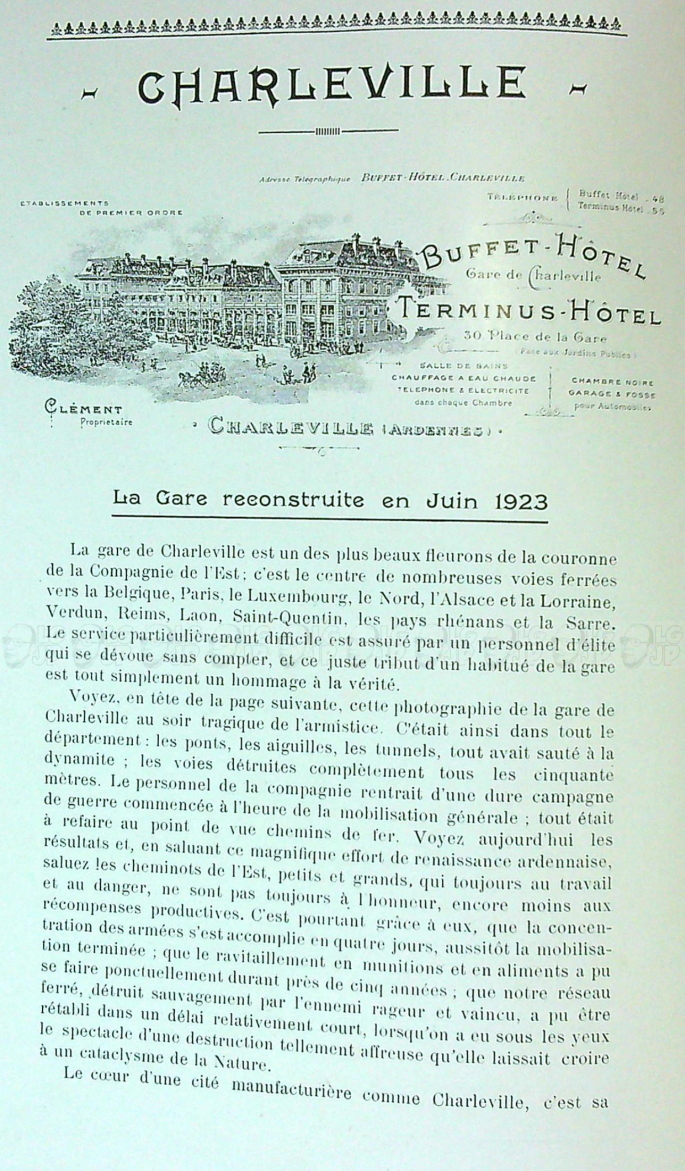 - CHARLEVILLE -
Adresse Télégraphique BUFFET-HÔTEL.CHARLEVILLE
ETABLISSEMENTS
DE PREMIER ORDRE
TÉLÉPHONE
Buffet Hôtel . 48
Terminus Hôtel . 55
BUFFET-HÔTEL
Gare de Charleville
TERMINUS-HÔTEL
30 Place de la Gare
(Face aux Jardins Publics)
SALLE DE BAINS
CHAUFFAGE A EAU CHAUDE
TELEPHONE & ELECTRICITE
dans chaque Chambre
CHAMBRE NOIRE
GARAGE & FOSSE
pour Automobiles
CLÉMENT
Propriétaire
CHARLEVILLE (ARDENNES)
La Gare reconstruite en Juin 1923
La gare de Charleville est un des plus beaux fleurons de la couronne
de la Compagnie de l'Est; c'est le centre de nombreuses voies ferrées
vers la Belgique, Paris, le Luxembourg, le Nord, l'Alsace et la Lorraine,
Verdun, Reims, Laon, Saint-Quentin, les pays rhénans et la Sarre.
Le service particulièrement difficile est assuré par un personnel d'élite
qui se dévoue sans compter, et ce juste tribut d'un habitué de la gare
est tout simplement un hommage à la vérité.
Voyez, en tête de la page suivante, cette photographie de la gare de
Charleville au soir tragique de l'armistice. C'était ainsi dans tout le
département : les ponts, les aiguilles, les tunnels, tout avait sauté à la
dynamite ; les voies détruites complètement tous les cinquante
mètres. Le personnel de la compagnie rentrait d'une dure campagne
de guerre commencée à l'heure de la mobilisation générale ; tout était
à refaire au point de vue chemins de fer. Voyez aujourd'hui les
résultats et, en saluant ce magnifique effort de renaissance ardennaise,
saluez les cheminots de l'Est, petits et grands, qui toujours au travail
et au danger, ne sont pas toujours à l'honneur, encore moins aux
récompenses productives. C'est pourtant grâce à eux, que la concen-
tration des armées s'est accomplie en quatre jours, aussitôt la mobilisa-
tion terminée ; que le ravitaillement en munitions et en aliments a pu
se faire ponctuellement durant près de cinq années ; que notre réseau
ferré, détruit sauvagement par l'ennemi rageur et vaincu, a pu être
rétabli dans un délai relativement court, lorsqu'on a eu sous les yeux
le spectacle d'une destruction tellement affreuse qu'elle laissait croire
à un cataclysme de la Nature.
Le cœur d'une cité manufacturière comme Charleville, c'est sa